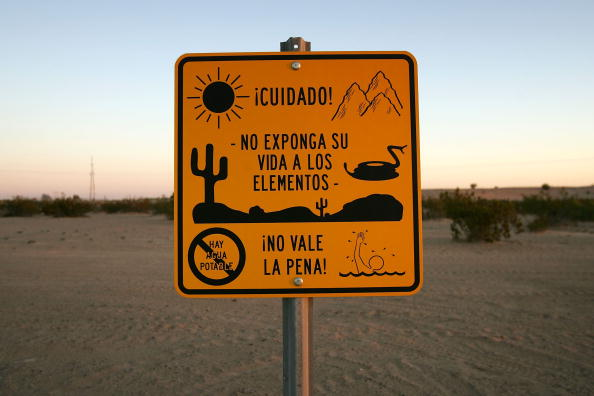 ¡CUIDADO!
- NO EXPONGA SU
VIDA A LOS
ELEMENTOS -
HAY
AGUA
POTABLE
¡NO VALE
LA PENA!